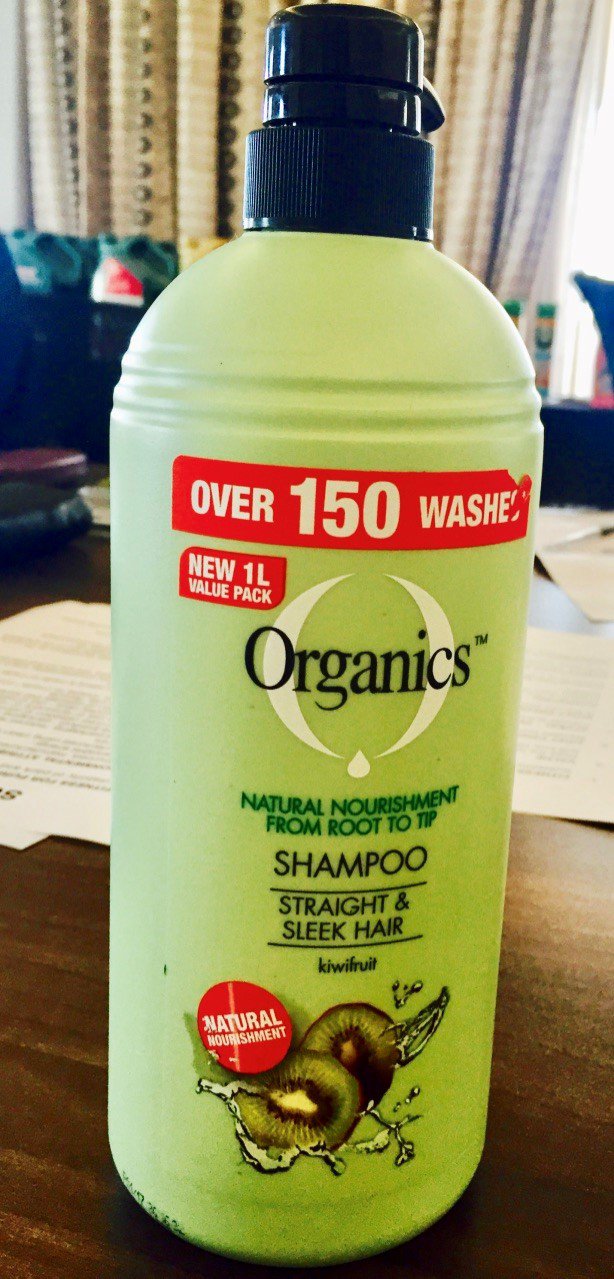 OVER 150 WASHES
NEW 1L
VALUE PACK
Organics™
NATURAL NOURISHMENT
FROM ROOT TO TIP
SHAMPOO
STRAIGHT &
SLEEK HAIR
kiwifruit
NATURAL
NOURISHMENT